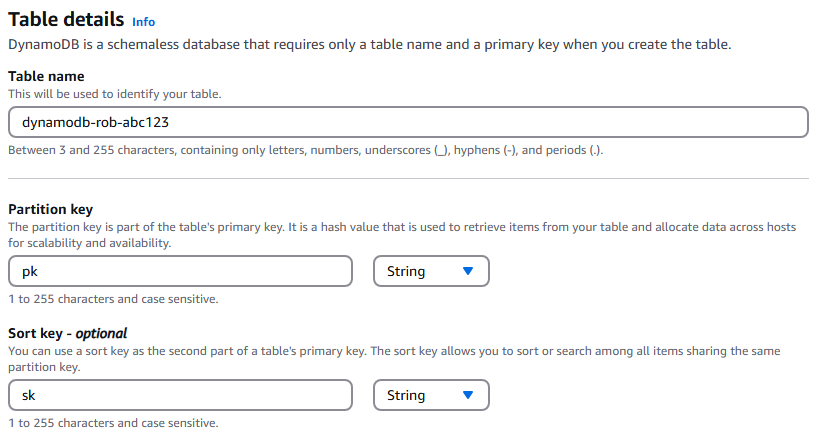 Table details Info
DynamoDB is a schemaless database that requires only a table name and a primary key when you create the table.
Table name
This will be used to identify your table.
dynamodb-rob-abc123
Between 3 and 255 characters, containing only letters, numbers, underscores (_), hyphens (-), and periods (.).
Partition key
The partition key is part of the table's primary key. It is a hash value that is used to retrieve items from your table and allocate data across hosts
for scalability and availability.
pk String
1 to 255 characters and case sensitive.
Sort key - optional
You can use a sort key as the second part of a table's primary key. The sort key allows you to sort or search among all items sharing the same
partition key.
sk String
1 to 255 characters and case sensitive.